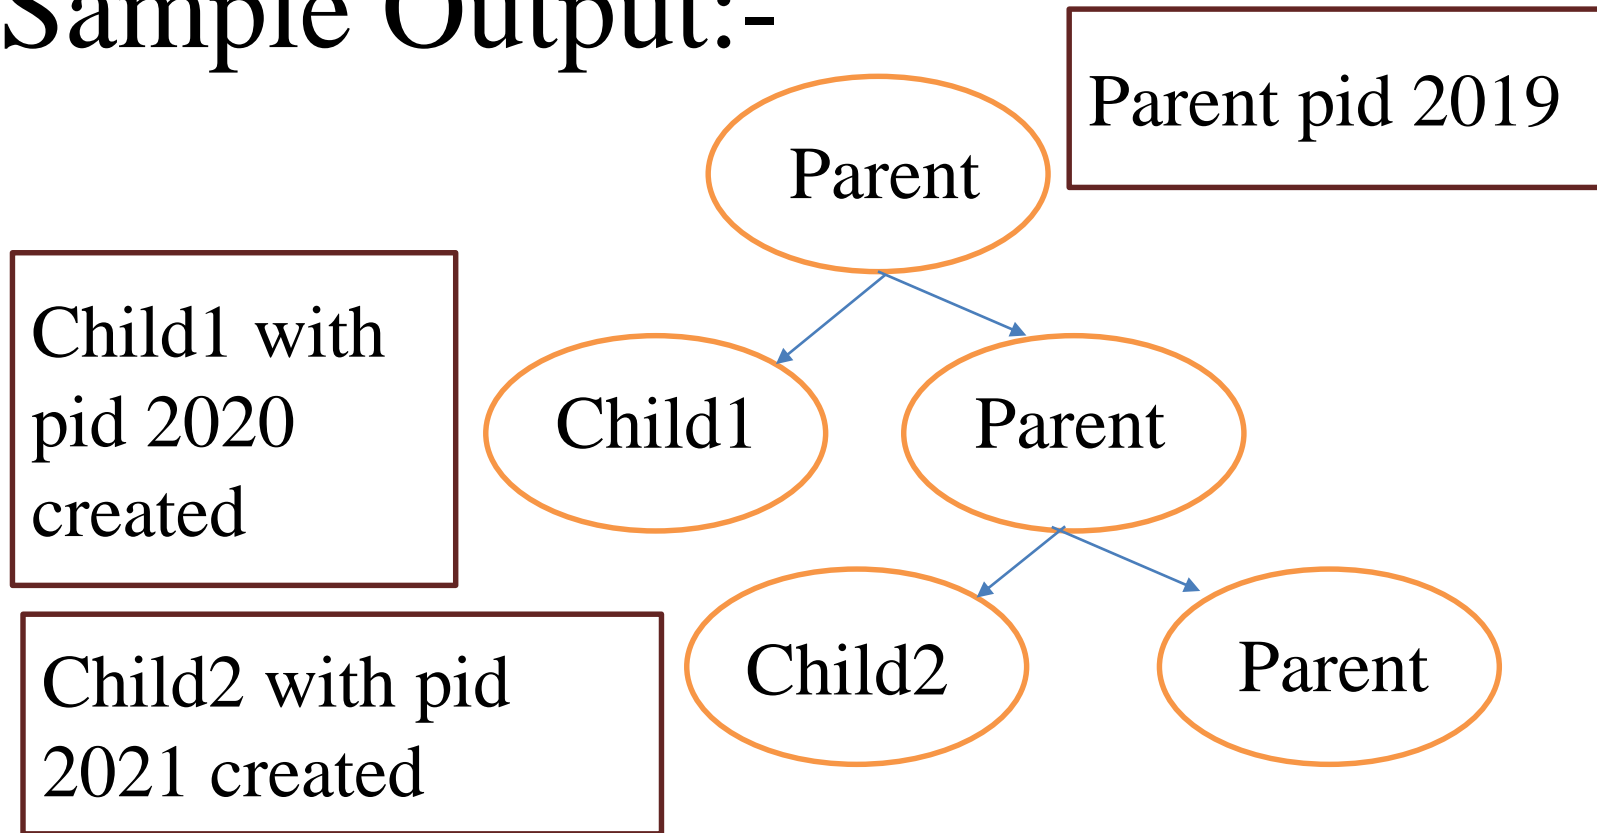 Sample Output:-
Parent pid 2019
Parent
Child1 with
pid 2020
created
Child1
Parent
Child2 with pid
2021 created
Child2
Parent